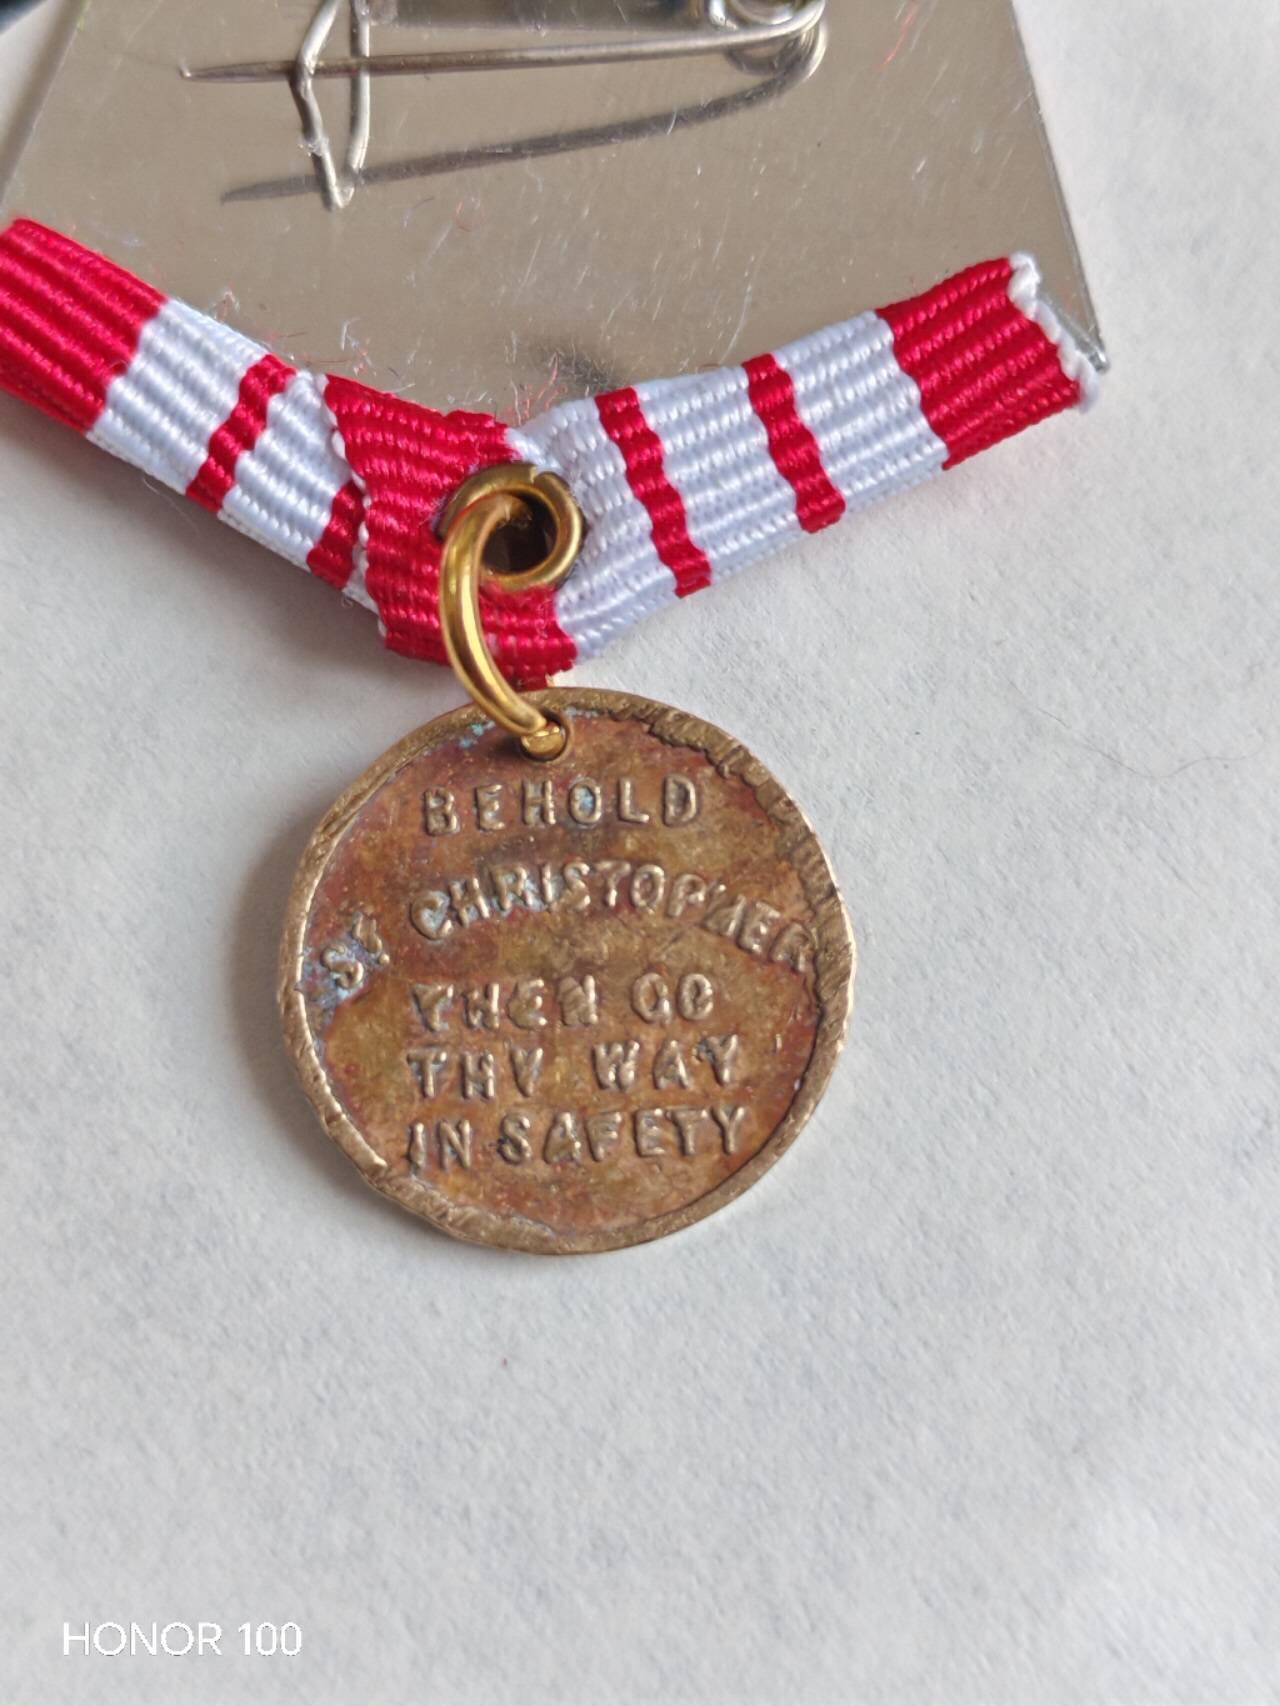 BEHOLD
St CHRISTOPHER
THEN GO
THY WAY
IN SAFETY
HONOR 100